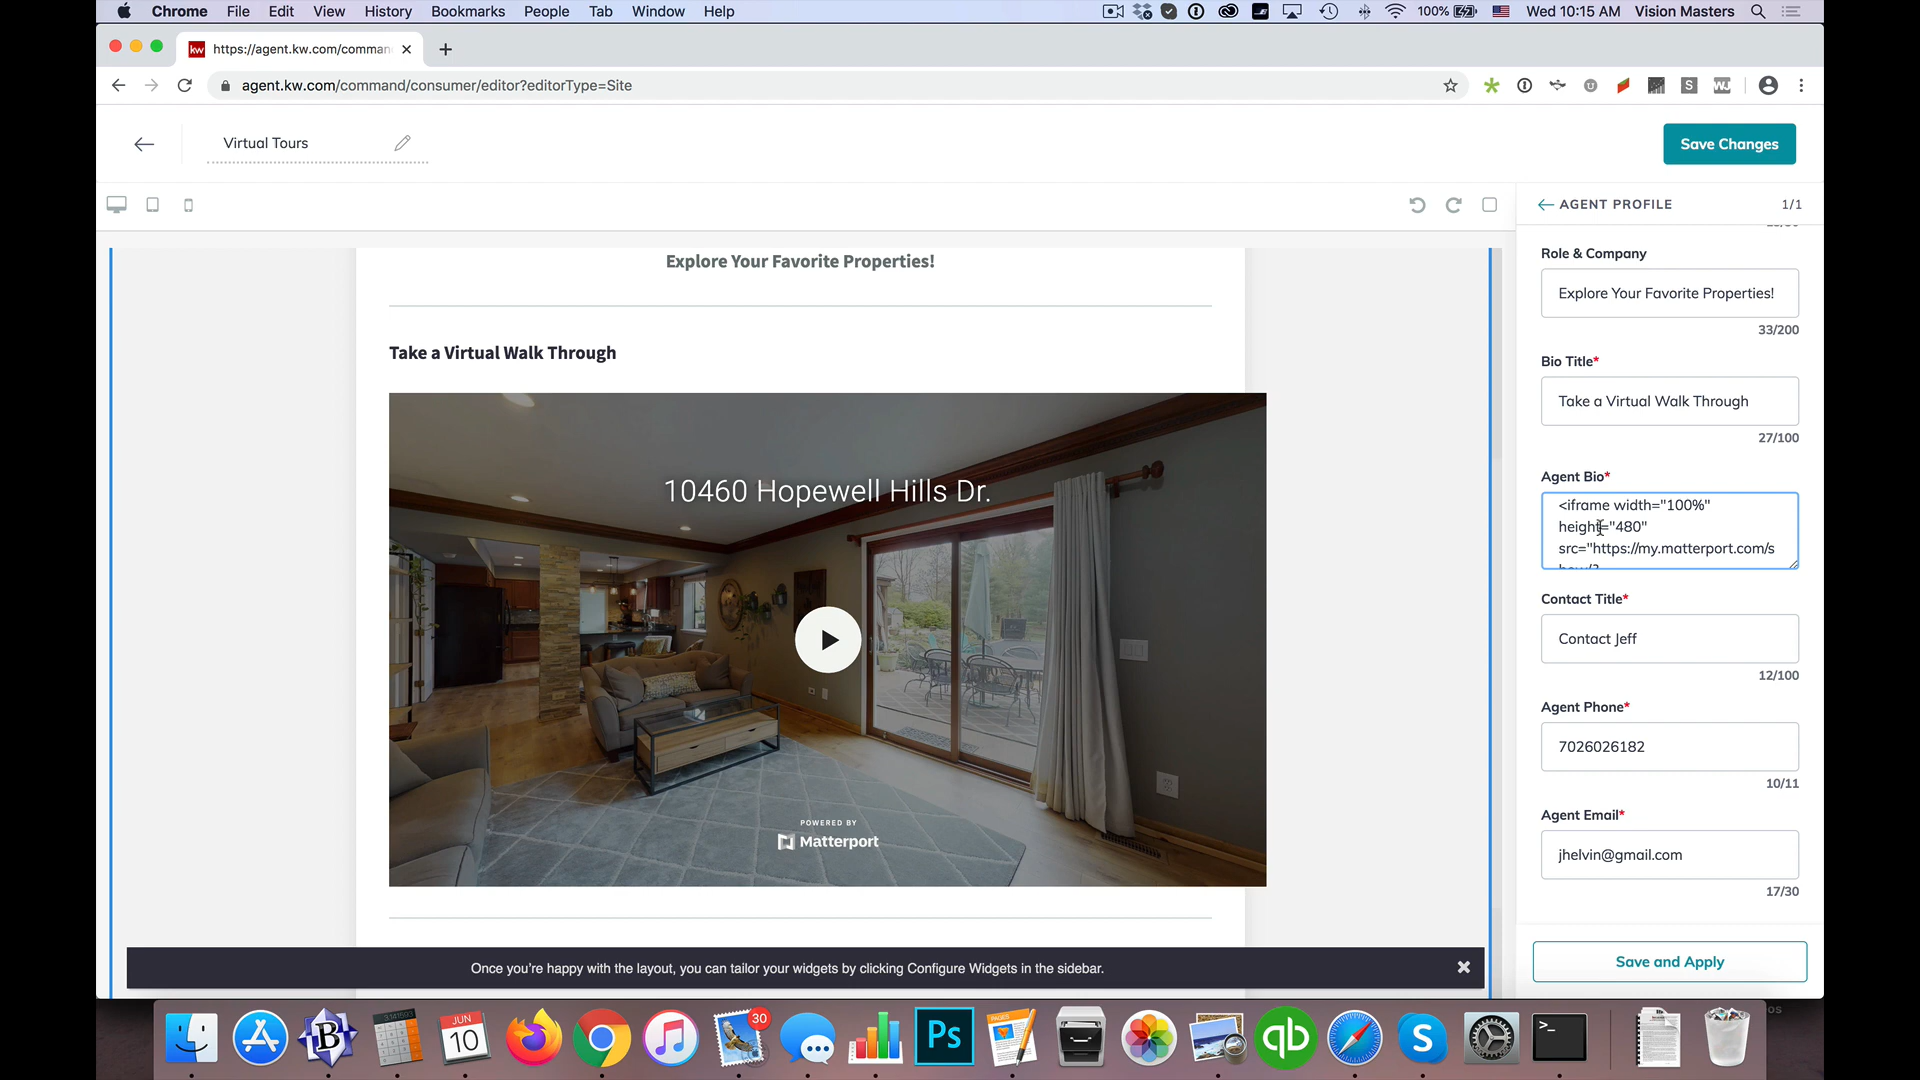 Chrome File Edit View History Bookmarks People Tab Window Help
100% Wed 10:15 AM Vision Masters
kw https://agent.kw.com/comman
agent.kw.com/command/consumer/editor?editorType=Site
Virtual Tours
Save Changes
AGENT PROFILE 1/1
Explore Your Favorite Properties!
Take a Virtual Walk Through
10460 Hopewell Hills Dr.
POWERED BY
Matterport
Once you're happy with the layout, you can tailor your widgets by clicking Configure Widgets in the sidebar.
Role & Company
Explore Your Favorite Properties!
33/200
Bio Title*
Take a Virtual Walk Through
27/100
Agent Bio*
<iframe width="100%"
height="480"
src="https://my.matterport.com/s
Contact Title*
Contact Jeff
12/100
Agent Phone*
7026026182
10/11
Agent Email*
jhelvin@gmail.com
17/30
Save and Apply
JUN
10
30
Ps
qb
S